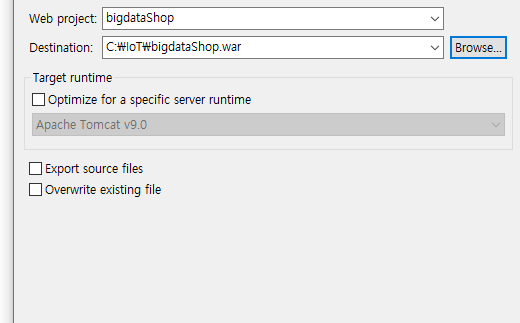 Web project: bigdataShop
Destination: C:₩IoT₩bigdataShop.war Browse...
Target runtime
Optimize for a specific server runtime
Apache Tomcat v9.0
Export source files
Overwrite existing file